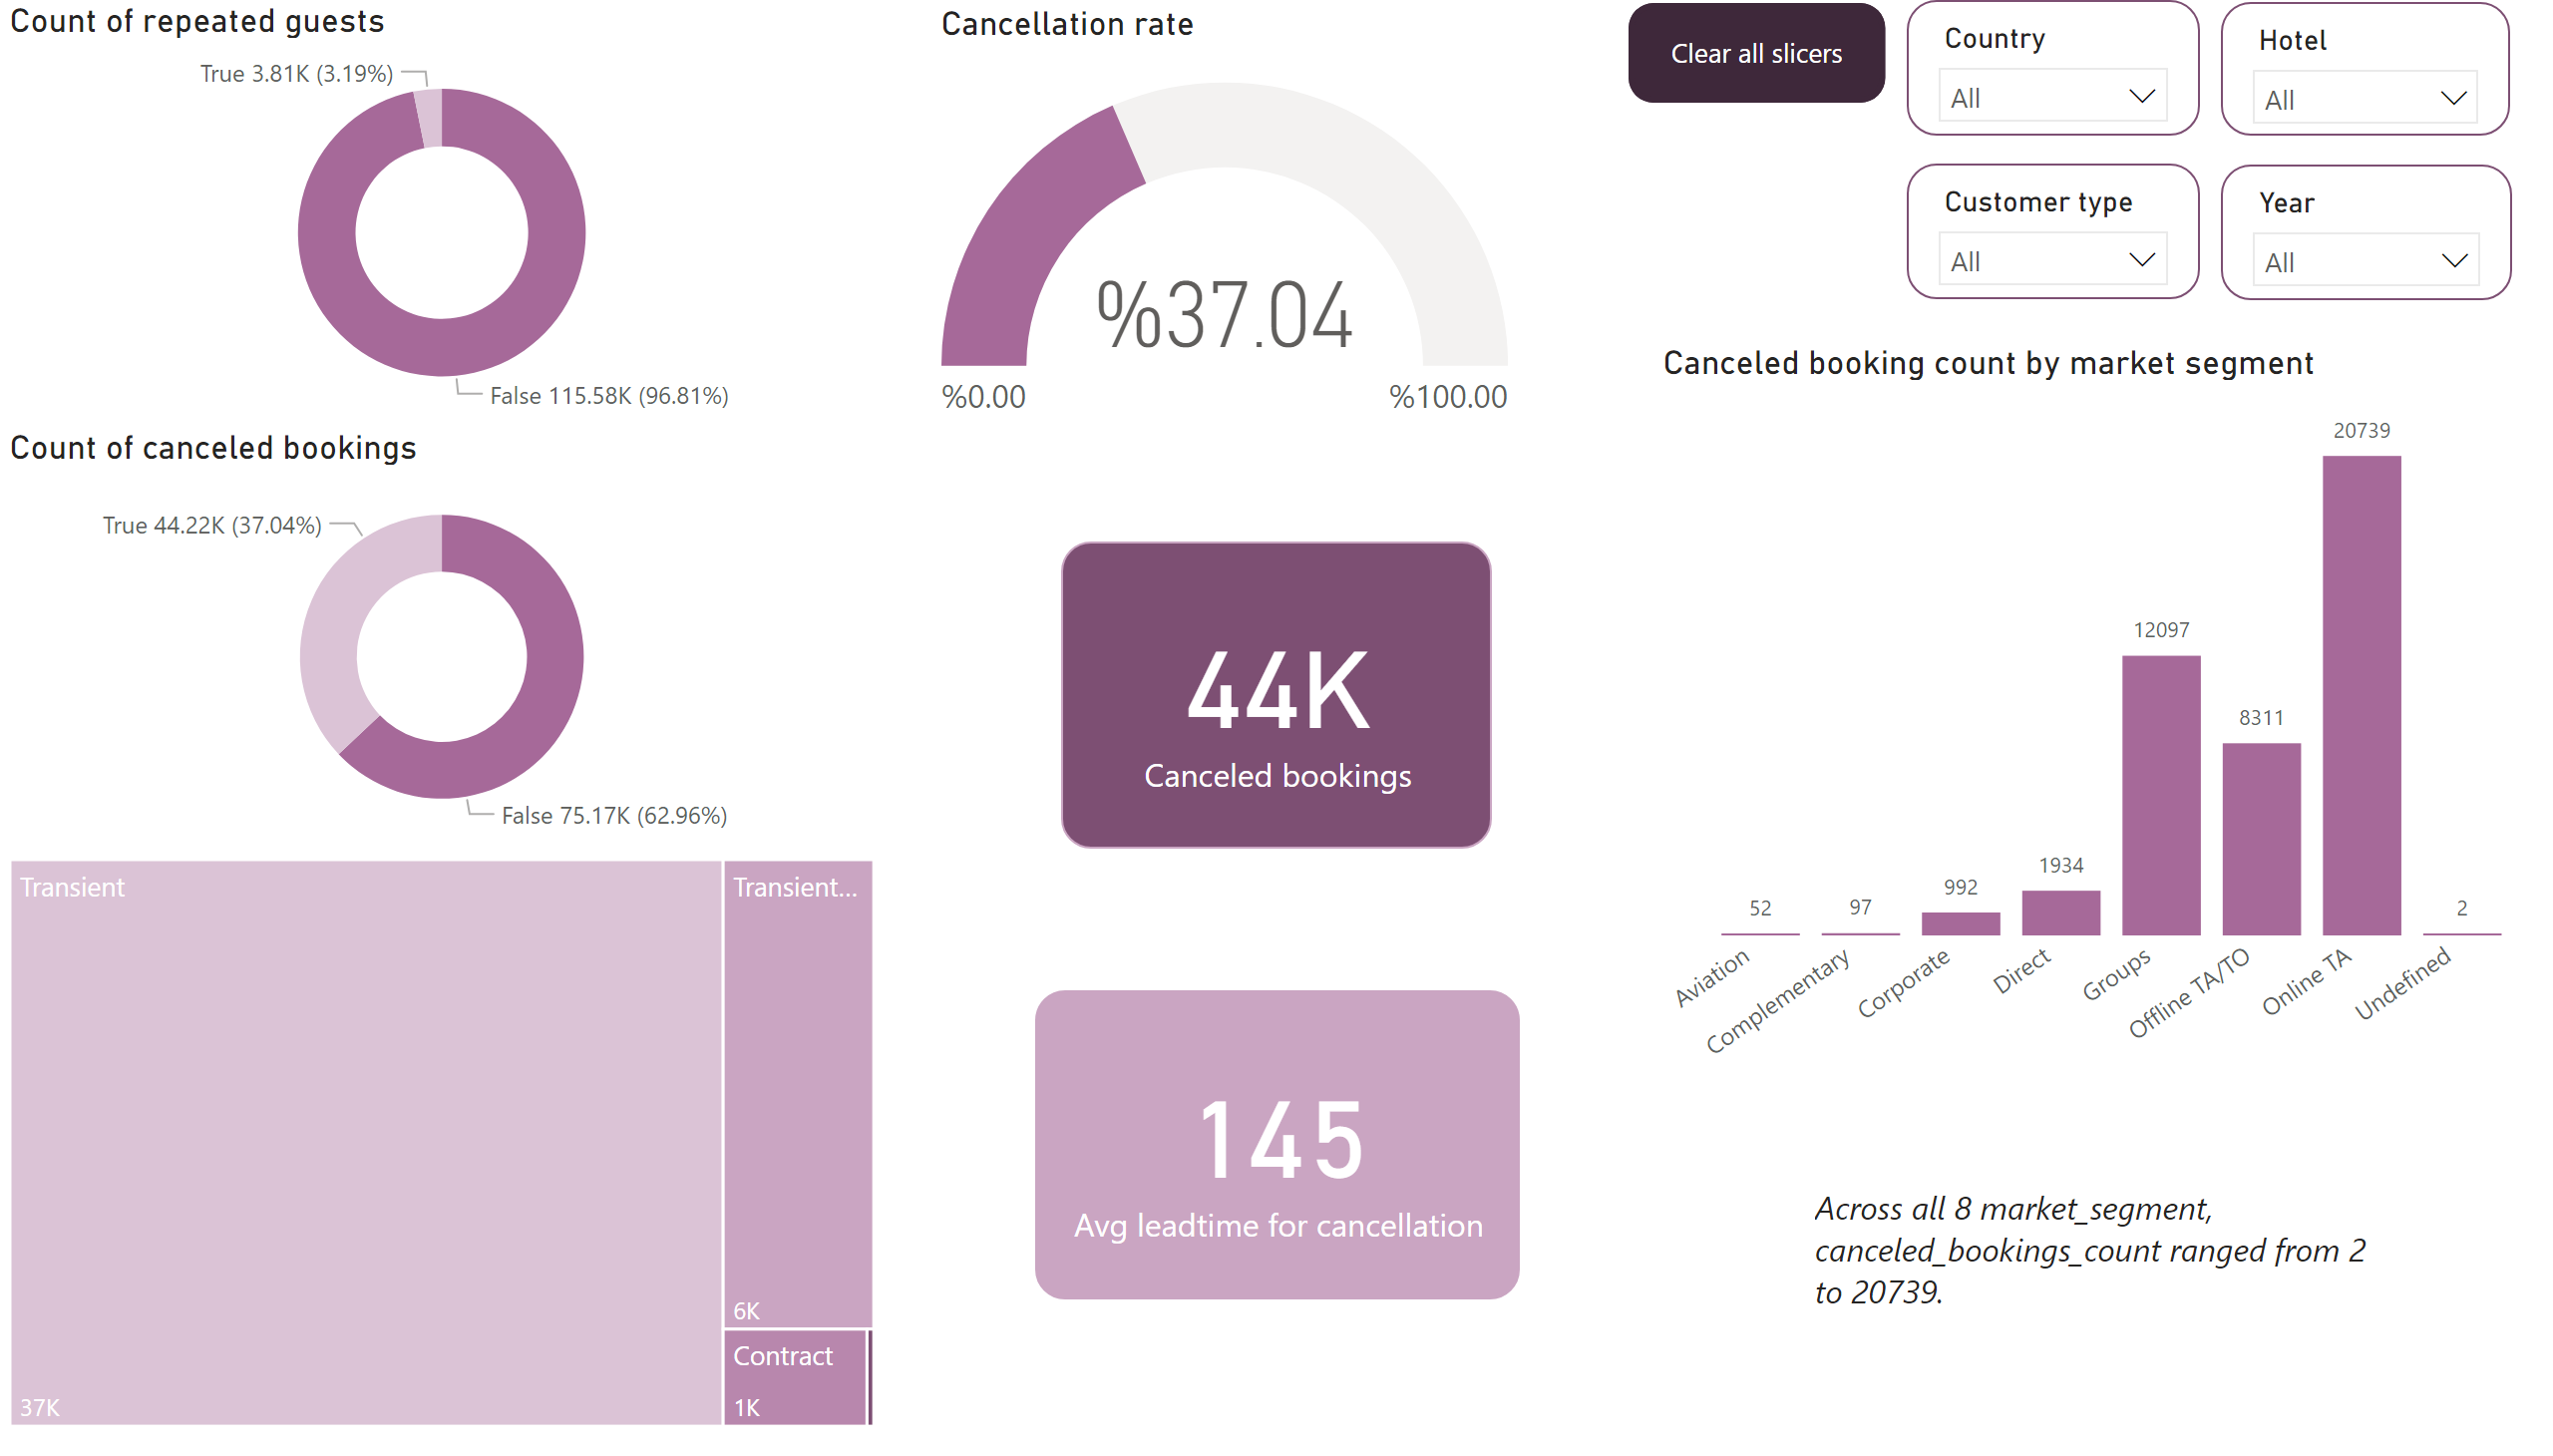 Count of repeated guests
True 3.81K (3.19%)
False 115.58K (96.81%)
Count of canceled bookings
True 44.22K (37.04%)
False 75.17K (62.96%)
Transient
37K
Transient...
6K
Contract
1K
Cancellation rate
%37.04
%0.00
%100.00
44K
Canceled bookings
145
Avg leadtime for cancellation
Clear all slicers
Country
All
Hotel
All
Customer type
All
Year
All
Canceled booking count by market segment
52
97
992
1934
12097
8311
20739
2
Aviation
Complementary
Corporate
Direct
Groups
Offline TA/TO
Online TA
Undefined
Across all 8 market_segment,
canceled_bookings_count ranged from 2
to 20739.